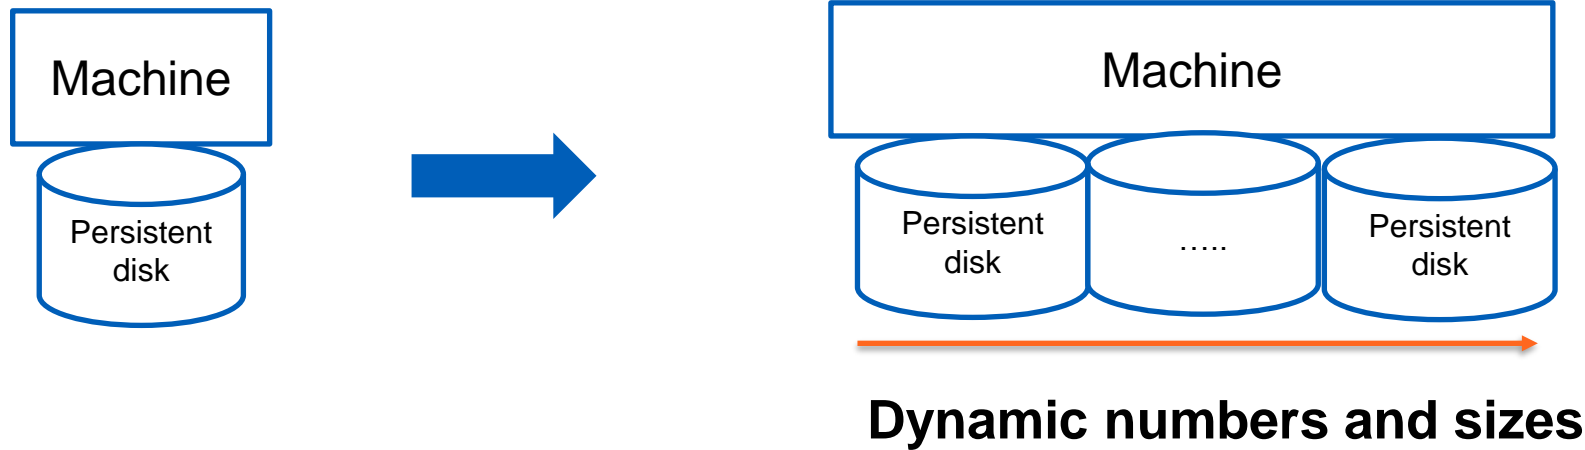 Machine
Persistent
disk
Machine
Persistent
disk
.....
Persistent
disk
Dynamic numbers and sizes